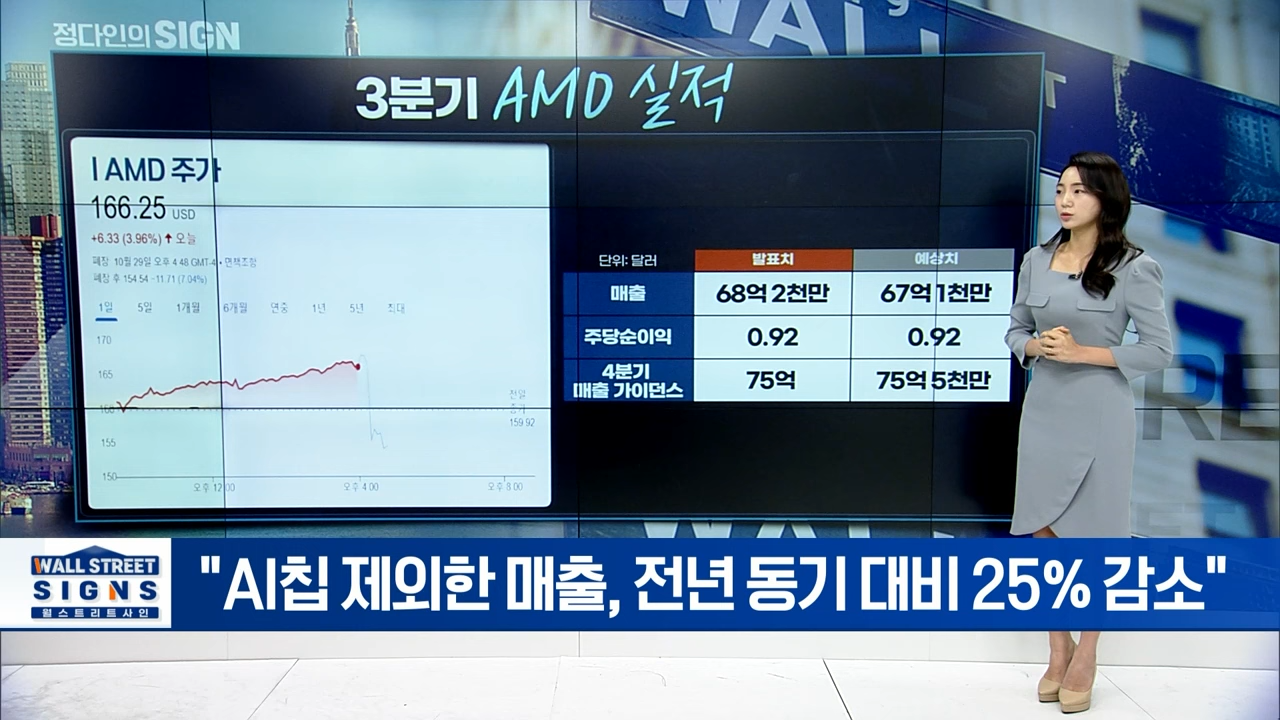 정다인의 SIGN
WALL
3분기 AMD 실적
| AMD 주가
166.25 USD
+6.33 (3.96%) ↑ 오늘
폐장: 10월 29일 오후 4:48 GMT-4 • 면책조항
폐장 후 154.54 -11.71 (7.04%)
1일 5일 1개월 6개월 연중 1년 5년 최대
170
165
160
155
150
전일
종가
159.92
오후 12:00 오후 4:00 오후 8:00
단위: 달러 발표치 예상치
매출 68억 2천만 67억 1천만
주당순이익 0.92 0.92
4분기
매출 가이던스 75억 75억 5천만
WALL STREET
SIGNS
월스트리트사인
"AI칩 제외한 매출, 전년 동기 대비 25% 감소"